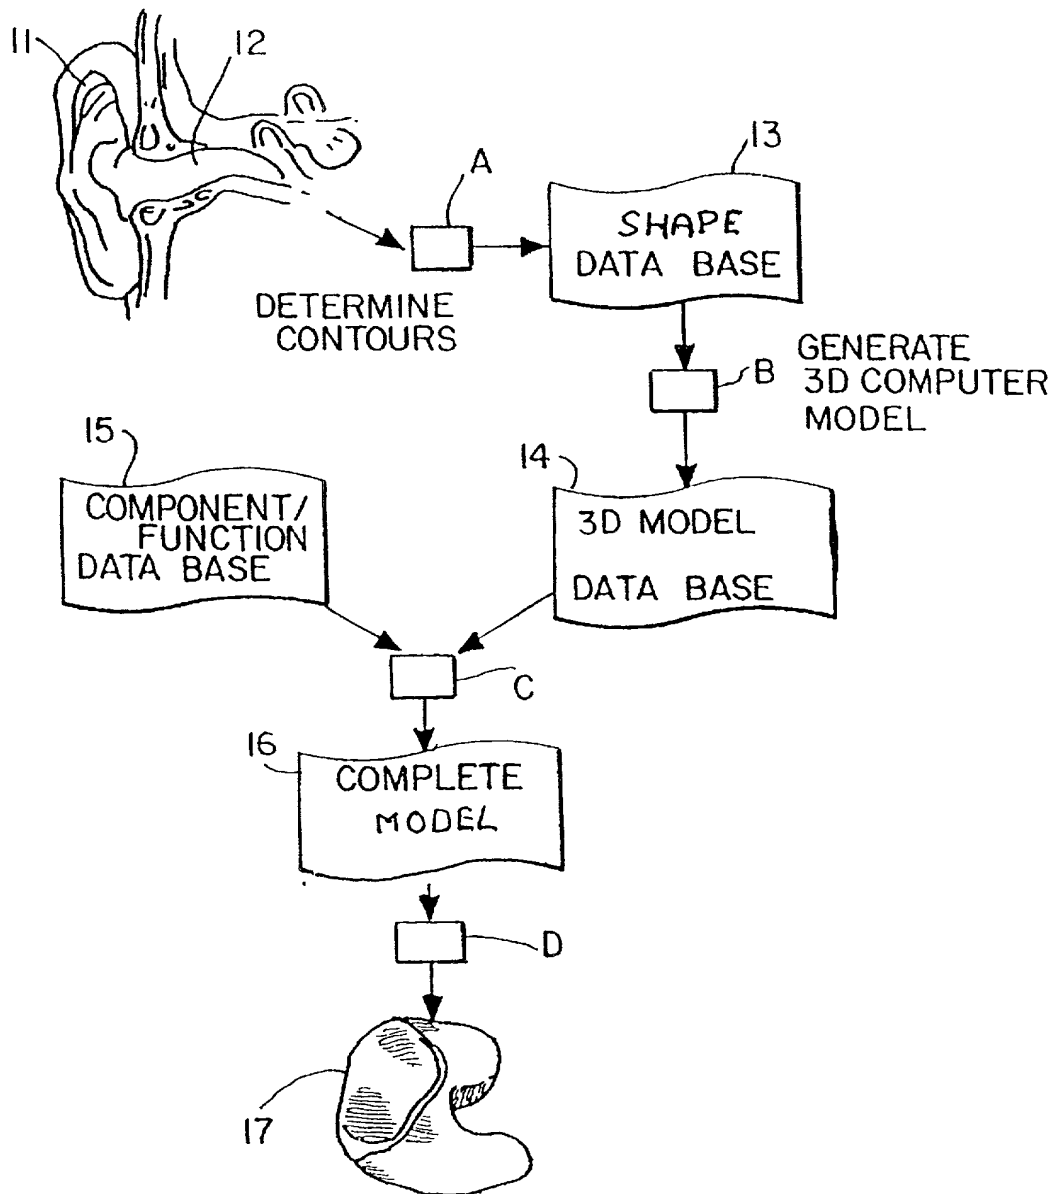 11
12
A
13
SHAPE
DATA BASE
DETERMINE
CONTOURS
B
GENERATE
3D COMPUTER
MODEL
15
COMPONENT/
FUNCTION
DATA BASE
14
3D MODEL
DATA BASE
C
16
COMPLETE
MODEL
D
17